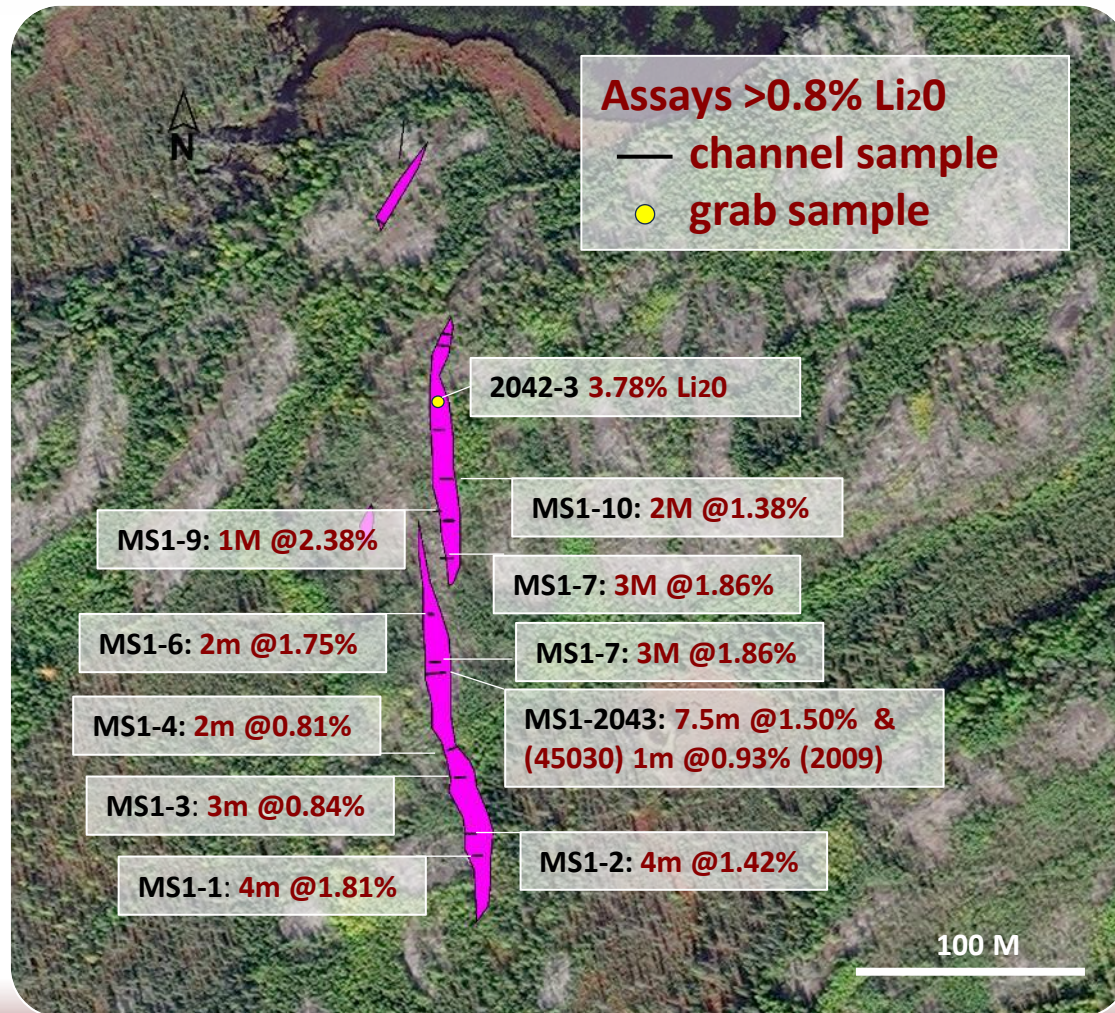 Assays >0.8% Li20
channel sample
grab sample
N
2042-3 3.78% Li20
MS1-10: 2M @1.38%
MS1-9: 1M @2.38%
MS1-7: 3M @1.86%
MS1-6: 2m @1.75%
MS1-7: 3M @1.86%
MS1-4: 2m @0.81%
MS1-2043: 7.5m @1.50% &
(45030) 1m @0.93% (2009)
MS1-3: 3m @0.84%
MS1-2: 4m @1.42%
MS1-1: 4m @1.81%
100 M